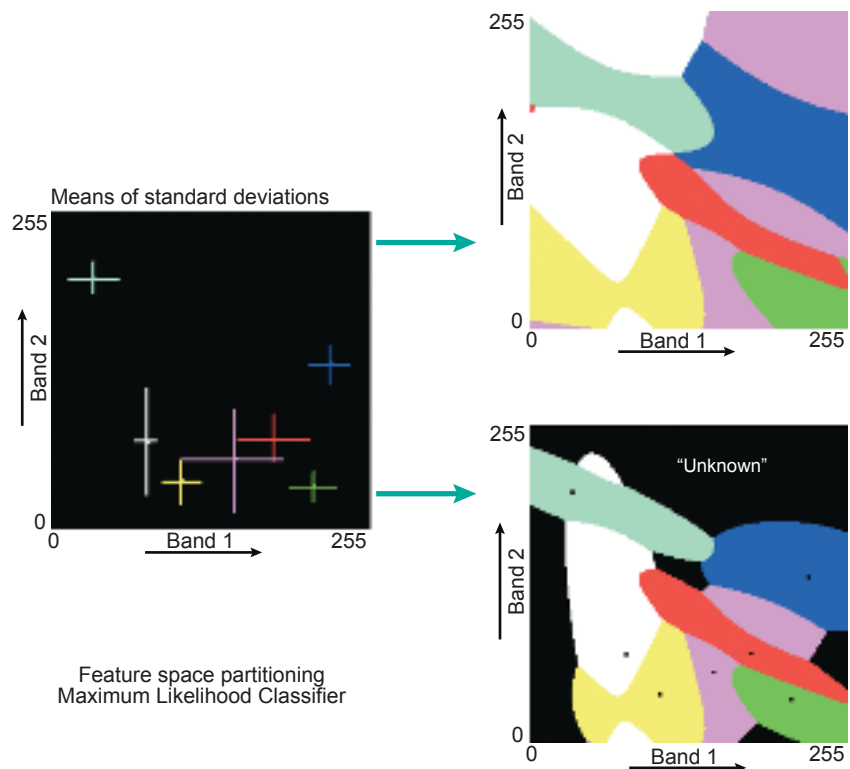 Means of standard deviations
255
Band 2
0
0
Band 1
255
Feature space partitioning
Maximum Likelihood Classifier
255
Band 2
0
0
Band 1
255
255
"Unknown"
Band 2
0
0
Band 1
255